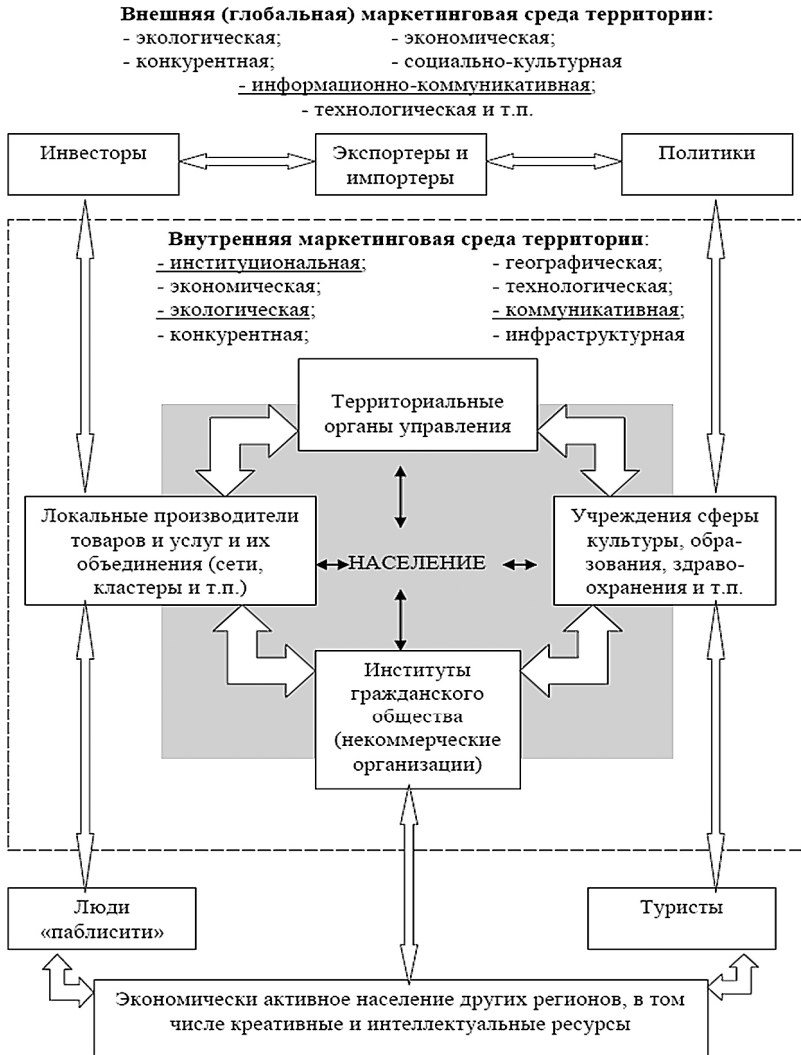 Внешняя (глобальная) маркетинговая среда территории:
- экологическая; - экономическая;
- конкурентная; - социально-культурная
- информационно-коммуникативная;
- технологическая и т.п.
Инвесторы
Экспортеры и
импортеры
Политики
Внутренняя маркетинговая среда территории:
- институциональная; - географическая;
- экономическая; - технологическая;
- экологическая; - коммуникативная;
- конкурентная; - инфраструктурная
Территориальные
органы управления
Локальные производители
товаров и услуг и их
объединения (сети,
кластеры и т.п.)
НАСЕЛЕНИЕ
Учреждения сферы
культуры, обра-
зования, здраво-
охранения и т.п.
Институты
гражданского
общества
(некоммерческие
организации)
Люди
«паблисити»
Туристы
Экономически активное население других регионов, в том
числе креативные и интеллектуальные ресурсы